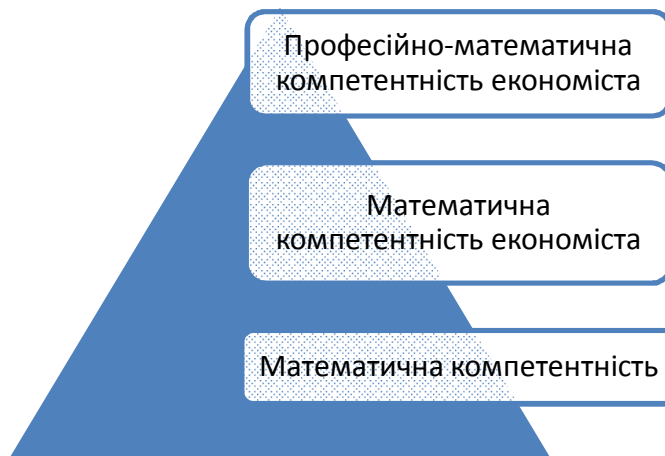 Професійно-математична
компетентність економіста
Математична
компетентність економіста
Математична компетентність